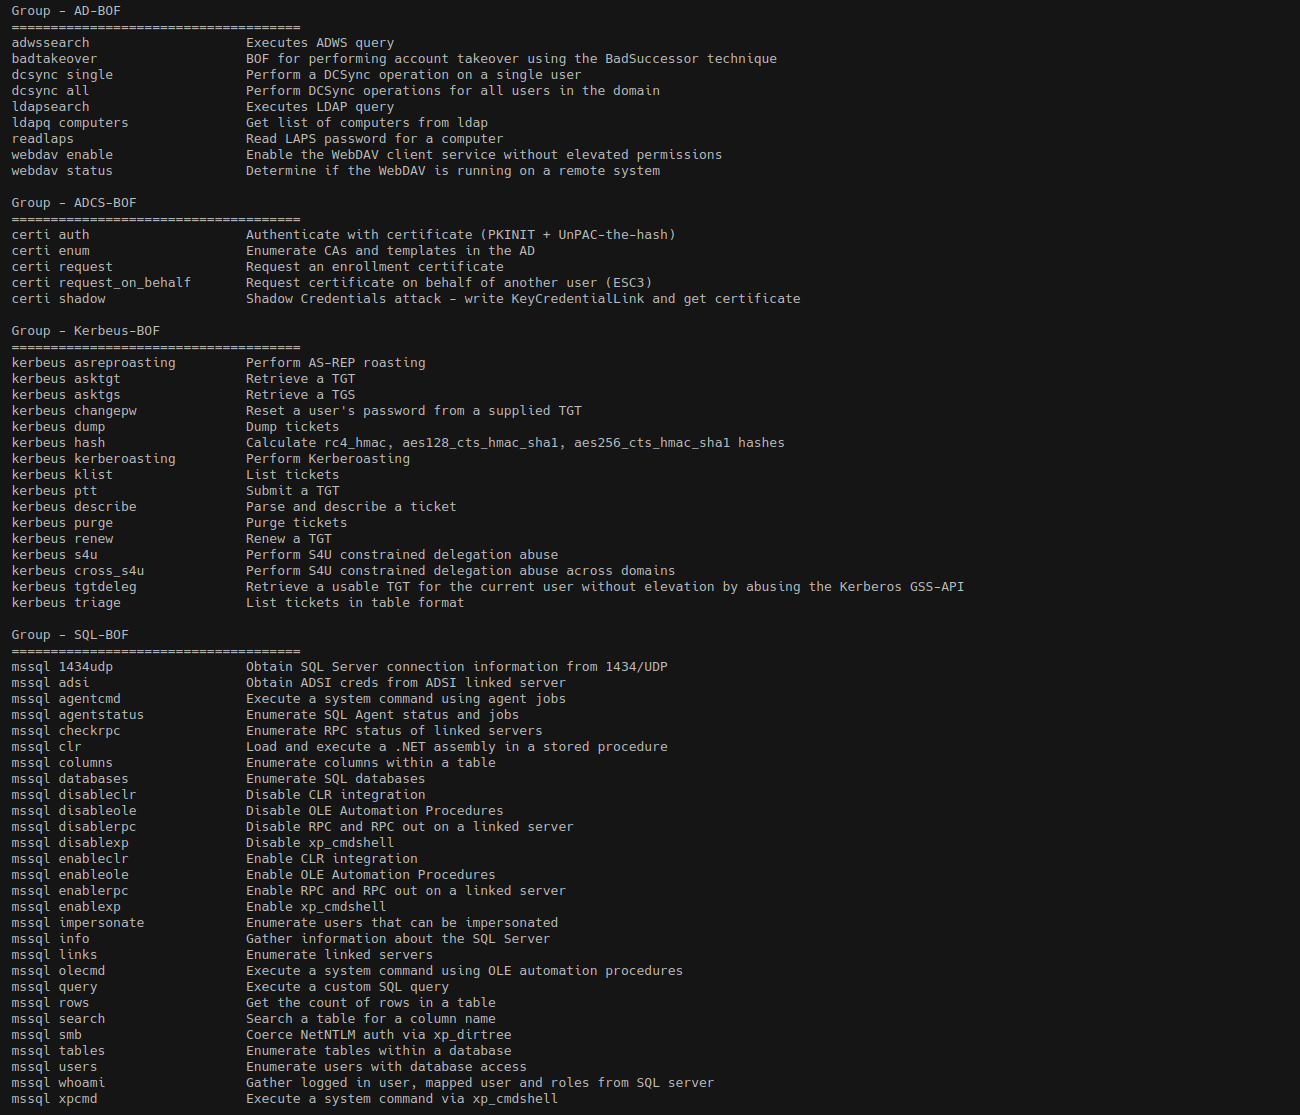 Group - AD-BOF
=====================================
adwssearch                    Executes ADWS query
badtakeover                   BOF for performing account takeover using the BadSuccessor technique
dcsync single                 Perform a DCSync operation on a single user
dcsync all                    Perform DCSync operations for all users in the domain
ldapsearch                    Executes LDAP query
ldapq computers               Get list of computers from ldap
readlaps                      Read LAPS password for a computer
webdav enable                 Enable the WebDAV client service without elevated permissions
webdav status                 Determine if the WebDAV is running on a remote system

Group - ADCS-BOF
=====================================
certi auth                    Authenticate with certificate (PKINIT + UnPAC-the-hash)
certi enum                    Enumerate CAs and templates in the AD
certi request                 Request an enrollment certificate
certi request_on_behalf       Request certificate on behalf of another user (ESC3)
certi shadow                  Shadow Credentials attack - write KeyCredentialLink and get certificate

Group - Kerbeus-BOF
=====================================
kerbeus asreproasting         Perform AS-REP roasting
kerbeus asktgt                Retrieve a TGT
kerbeus asktgs                Retrieve a TGS
kerbeus changepw              Reset a user's password from a supplied TGT
kerbeus dump                  Dump tickets
kerbeus hash                  Calculate rc4_hmac, aes128_cts_hmac_sha1, aes256_cts_hmac_sha1 hashes
kerbeus kerberoasting         Perform Kerberoasting
kerbeus klist                 List tickets
kerbeus ptt                   Submit a TGT
kerbeus describe              Parse and describe a ticket
kerbeus purge                 Purge tickets
kerbeus renew                 Renew a TGT
kerbeus s4u                   Perform S4U constrained delegation abuse
kerbeus cross_s4u             Perform S4U constrained delegation abuse across domains
kerbeus tgtdeleg              Retrieve a usable TGT for the current user without elevation by abusing the Kerberos GSS-API
kerbeus triage                List tickets in table format

Group - SQL-BOF
=====================================
mssql 1434udp                 Obtain SQL Server connection information from 1434/UDP
mssql adsi                    Obtain ADSI creds from ADSI linked server
mssql agentcmd                Execute a system command using agent jobs
mssql agentstatus             Enumerate SQL Agent status and jobs
mssql checkrpc                Enumerate RPC status of linked servers
mssql clr                     Load and execute a .NET assembly in a stored procedure
mssql columns                 Enumerate columns within a table
mssql databases               Enumerate SQL databases
mssql disableclr              Disable CLR integration
mssql disableole              Disable OLE Automation Procedures
mssql disablerpc              Disable RPC and RPC out on a linked server
mssql disablexp               Disable xp_cmdshell
mssql enableclr               Enable CLR integration
mssql enableole               Enable OLE Automation Procedures
mssql enablerpc               Enable RPC and RPC out on a linked server
mssql enablexp                Enable xp_cmdshell
mssql impersonate             Enumerate users that can be impersonated
mssql info                    Gather information about the SQL Server
mssql links                   Enumerate linked servers
mssql olecmd                  Execute a system command using OLE automation procedures
mssql query                   Execute a custom SQL query
mssql rows                    Get the count of rows in a table
mssql search                  Search a table for a column name
mssql smb                     Coerce NetNTLM auth via xp_dirtree
mssql tables                  Enumerate tables within a database
mssql users                   Enumerate users with database access
mssql whoami                  Gather logged in user, mapped user and roles from SQL server
mssql xpcmd                   Execute a system command via xp_cmdshell